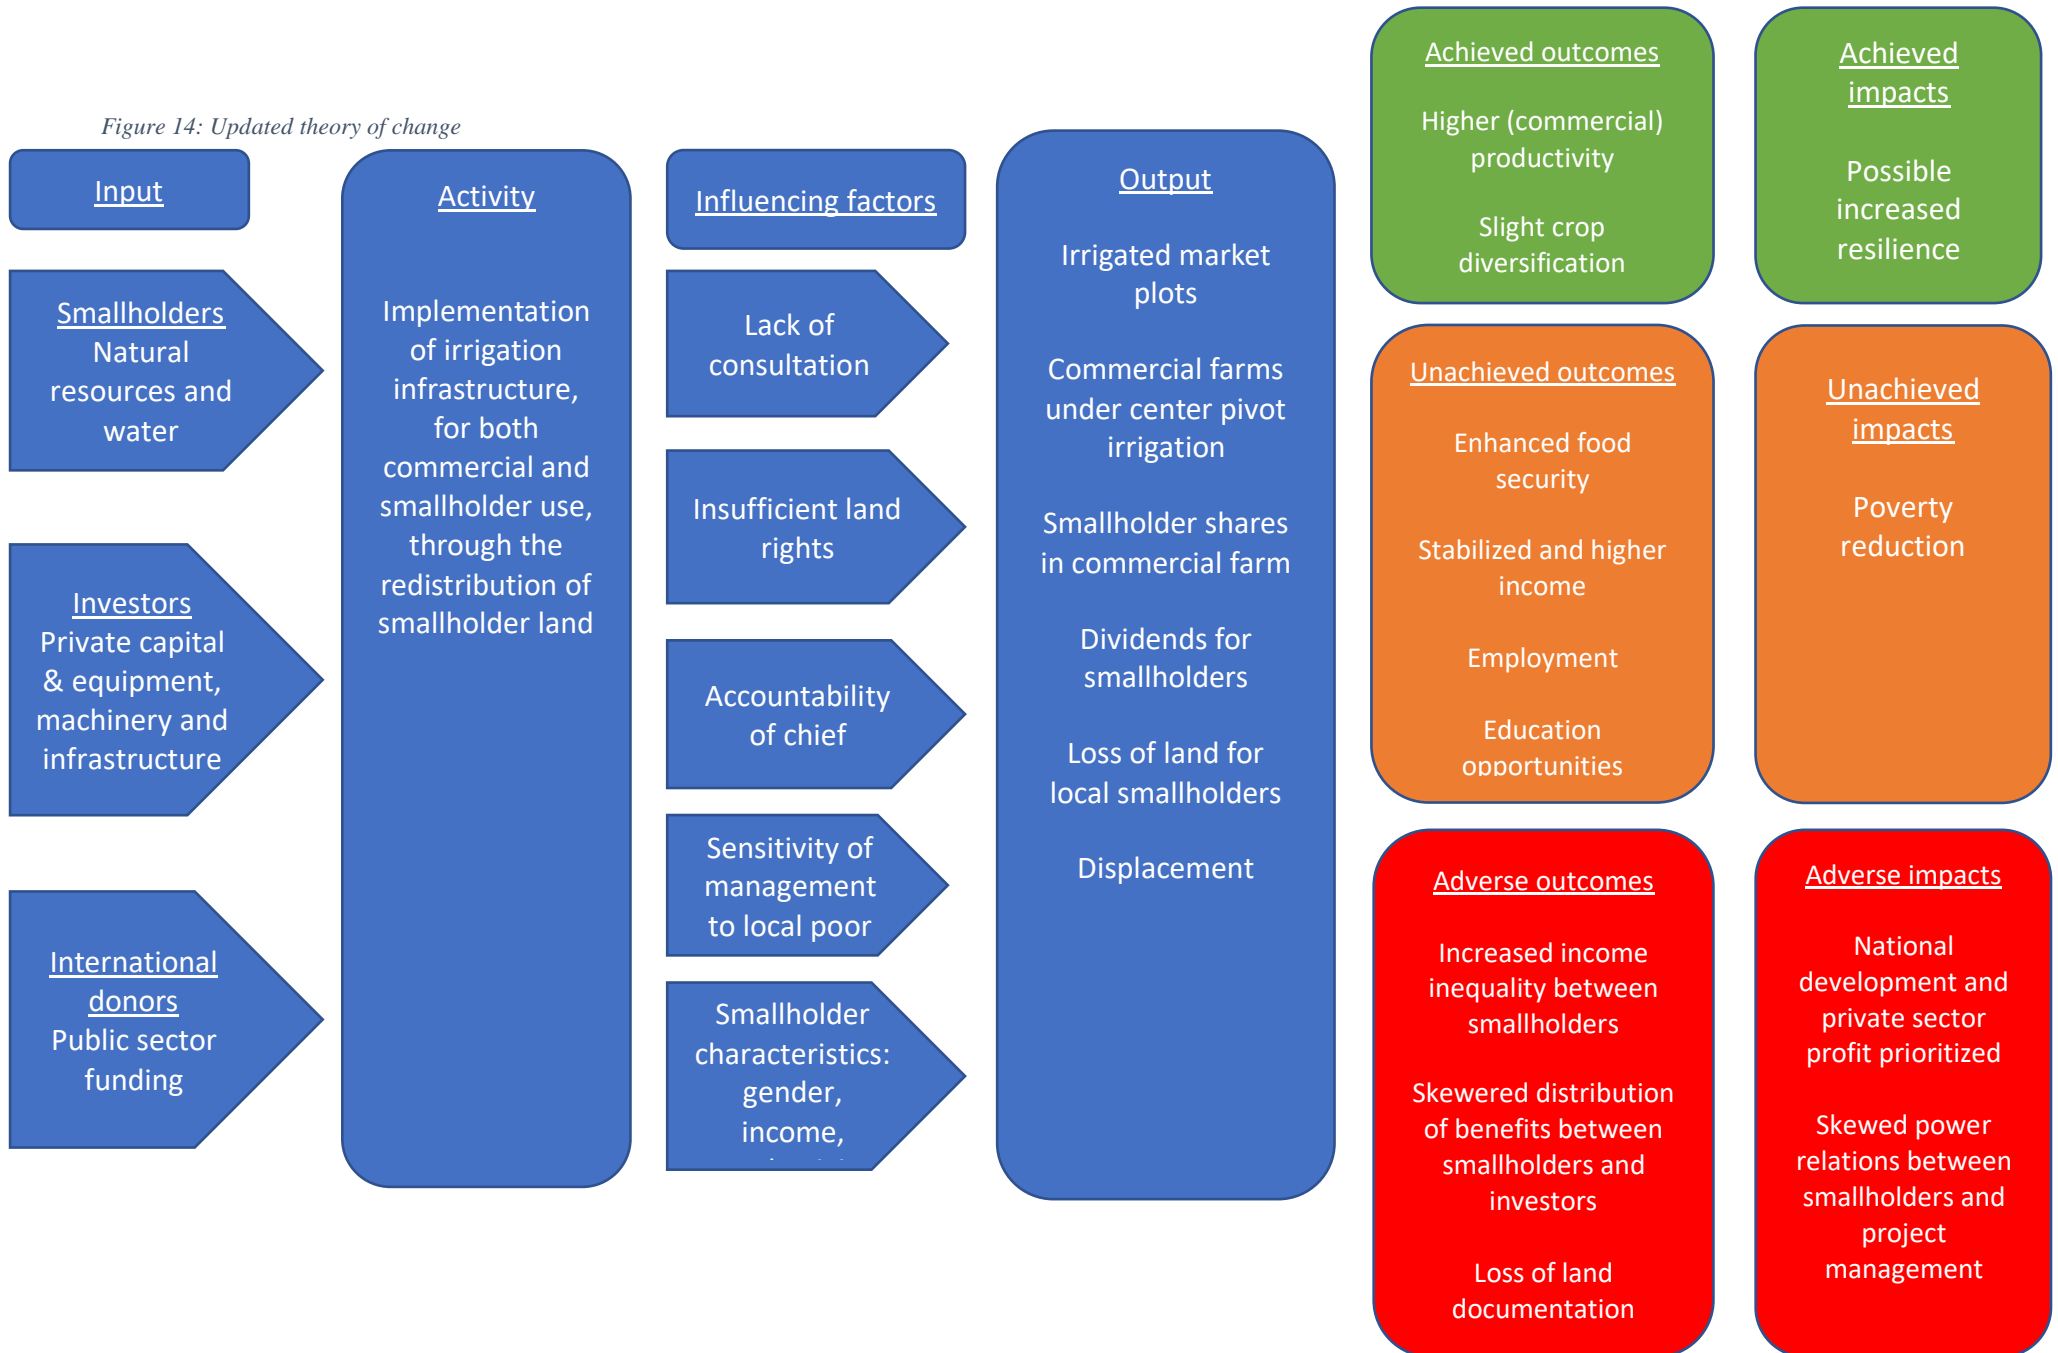 Figure 14: Updated theory of change
Input
Smallholders
Natural
resources and
water
Investors
Private capital
& equipment,
machinery and
infrastructure
International
donors
Public sector
funding
Activity
Implementation
of irrigation
infrastructure,
for both
commercial and
smallholder use,
through the
redistribution of
smallholder land
Influencing factors
Lack of
consultation
Insufficient land
rights
Accountability
of chief
Sensitivity of
management
to local poor
Smallholder
characteristics:
gender,
income,
Output
Irrigated market
plots
Commercial farms
under center pivot
irrigation
Smallholder shares
in commercial farm
Dividends for
smallholders
Loss of land for
local smallholders
Displacement
Achieved outcomes
Higher (commercial)
productivity
Slight crop
diversification
Unachieved outcomes
Enhanced food
security
Stabilized and higher
income
Employment
Education
opportunities
Adverse outcomes
Increased income
inequality between
smallholders
Skewered distribution
of benefits between
smallholders and
investors
Loss of land
documentation
Achieved
impacts
Possible
increased
resilience
Unachieved
impacts
Poverty
reduction
Adverse impacts
National
development and
private sector
profit prioritized
Skewed power
relations between
smallholders and
project
management